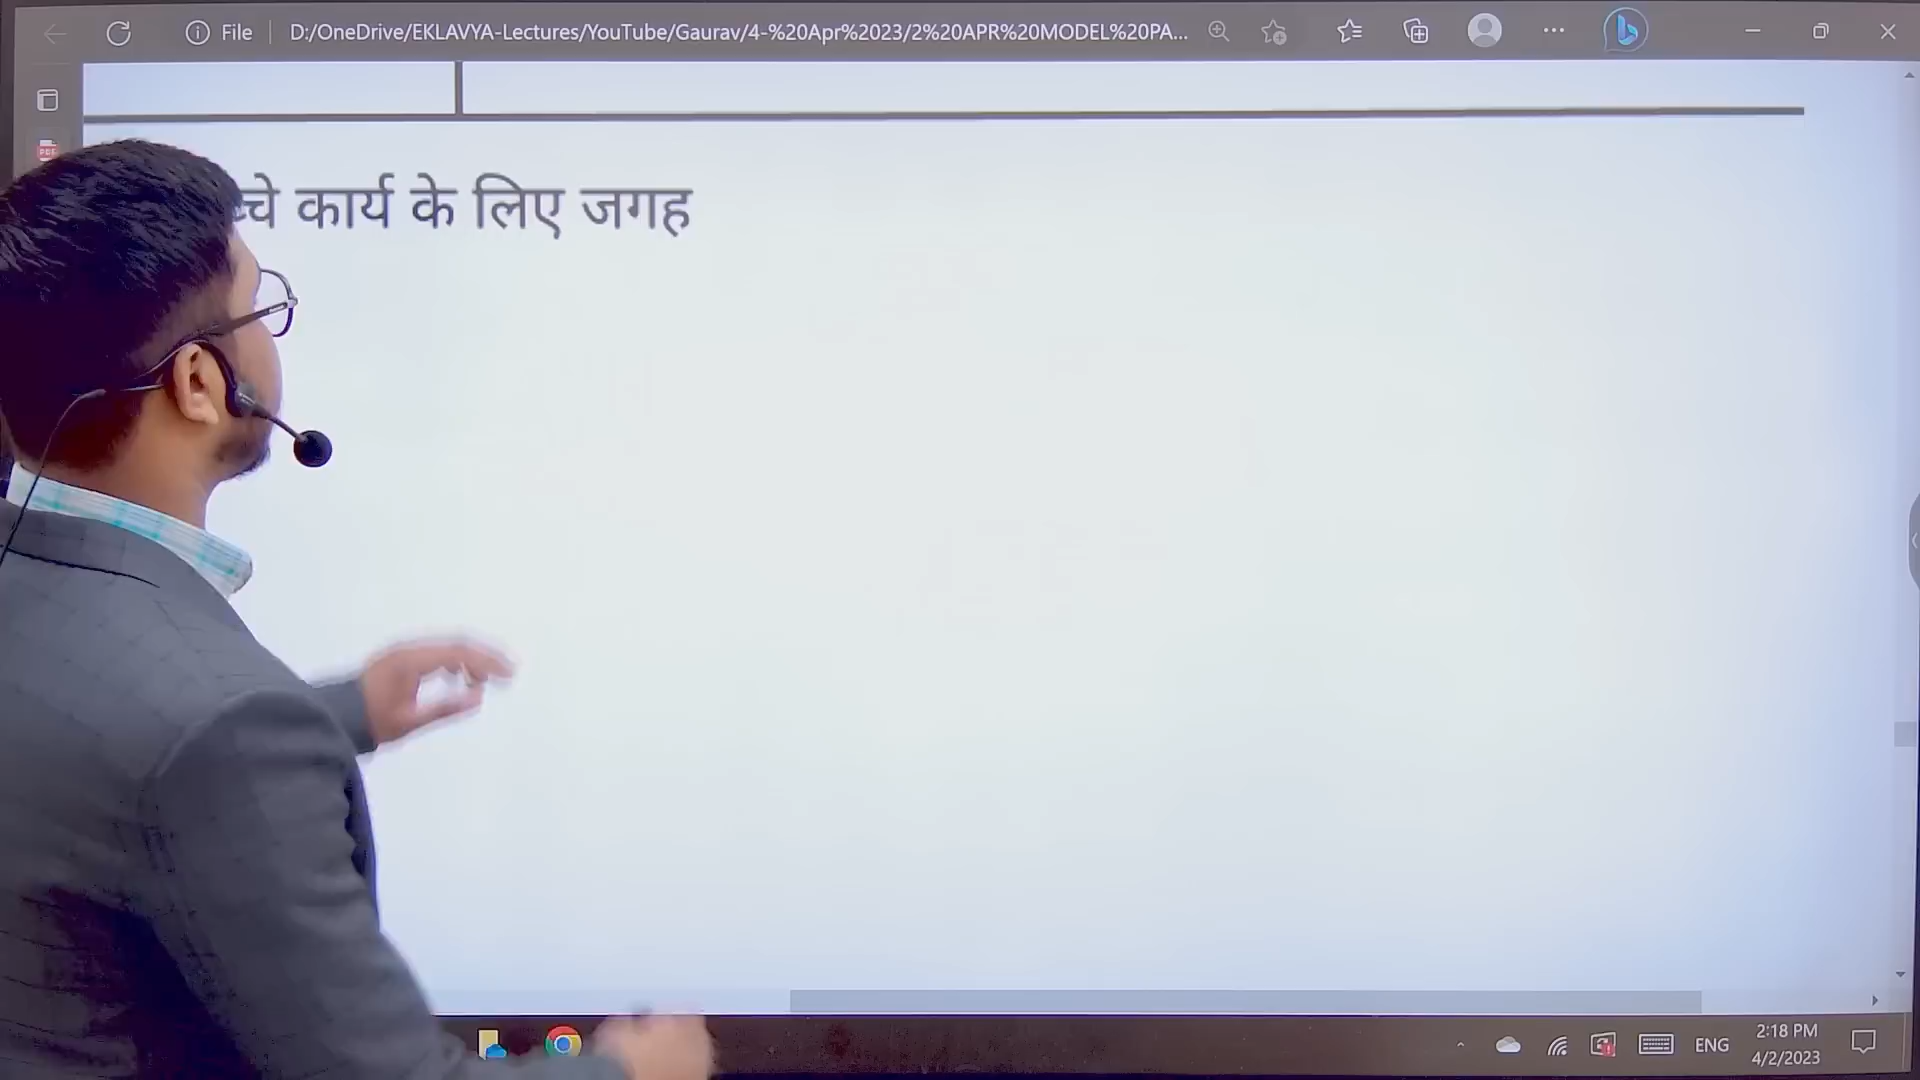 File
D:/OneDrive/EKLAVYA-Lectures/YouTube/Gaurav/4-%20Apr%2023/2%20APR%20MODEL%20PA...
कार्य के लिए जगह
ENG
2:18 PM
4/2/2023